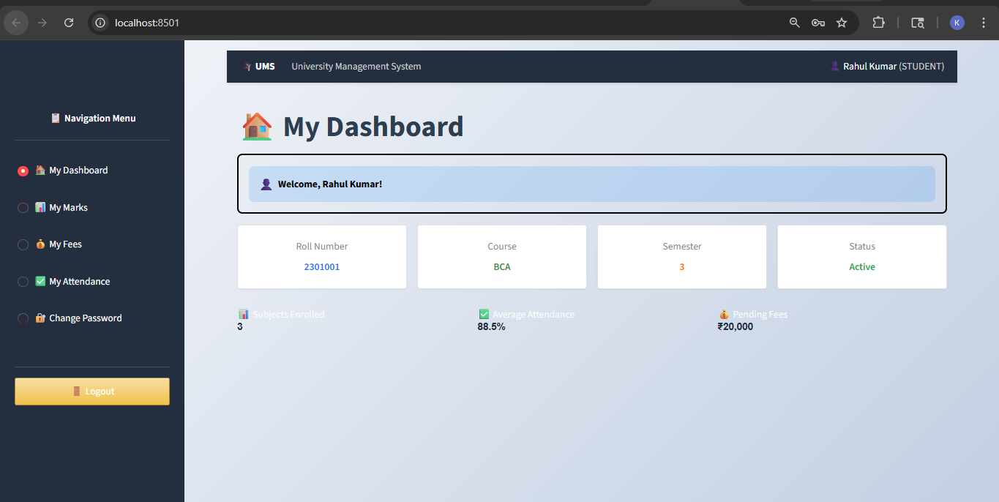 localhost:8501
K
UMS University Management System Rahul Kumar (STUDENT)
Navigation Menu
My Dashboard
My Marks
My Fees
My Attendance
Change Password
Logout
My Dashboard
Welcome, Rahul Kumar!
Roll Number
2301001
Course
BCA
Semester
3
Status
Active
Subjects Enrolled
3
Average Attendance
88.5%
Pending Fees
₹20,000